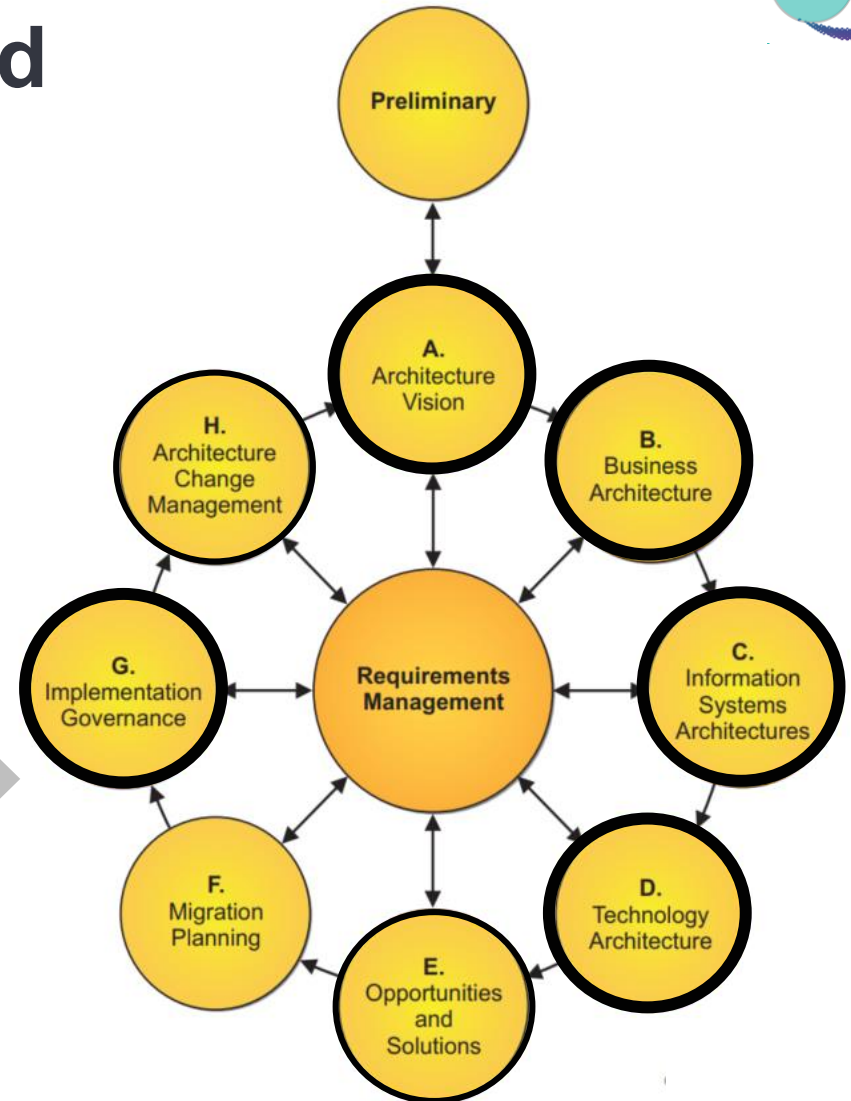 d
Preliminary
A.
Architecture
Vision
B.
Business
Architecture
C.
Information
Systems
Architectures
D.
Technology
Architecture
E.
Opportunities
and
Solutions
F.
Migration
Planning
G.
Implementation
Governance
H.
Architecture
Change
Management
Requirements
Management